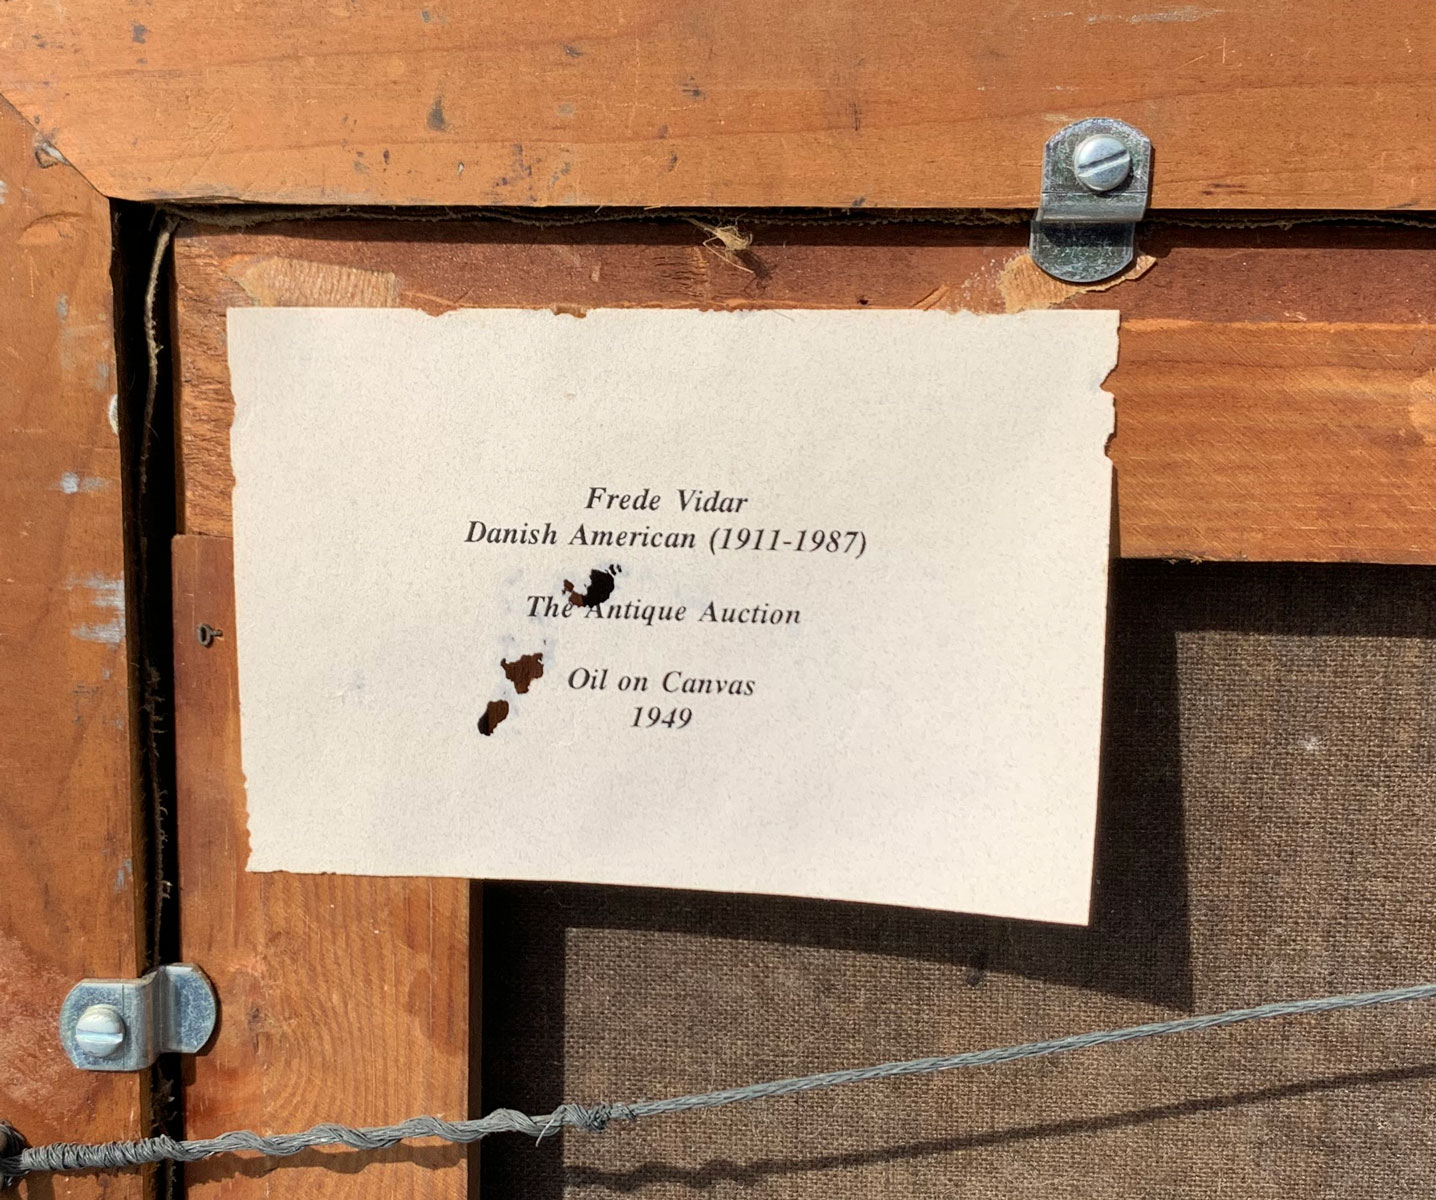 Frede Vidar
Danish American (1911-1987)
The Antique Auction
Oil on Canvas
1949